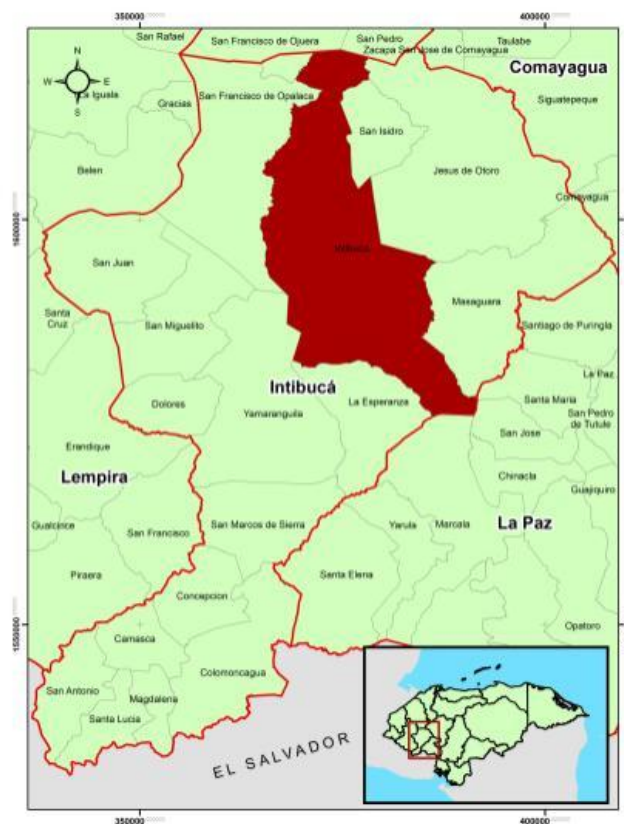 350000
400000
San Rafael
San Francisco de Ojuera
San Pedro
Zacapa
San Jose de Comayagua
Taulabe
Comayagua
N
W
E
S
La Iguala
Gracias
San Francisco de Opalaca
Siguatepeque
San Isidro
Belen
Jesus de Otoro
Comayagua
1600000
San Juan
Intibuca
Masaguara
Santa
Cruz
San Miguelito
Santiago de Puringla
La Paz
Intibucá
Dolores
Yamaranguila
La Esperanza
Santa Maria
San Pedro
de Tutule
San Jose
Erandique
Lempira
Chinacla
Guajiquiro
Gualcince
San Francisco
San Marcos de Sierra
Yarula
Marcala
La Paz
Piraera
Santa Elena
Concepcion
1550000
Camasca
Opatoro
Colomoncagua
San Antonio
Magdalena
Santa Lucia
EL SALVADOR
350000
400000